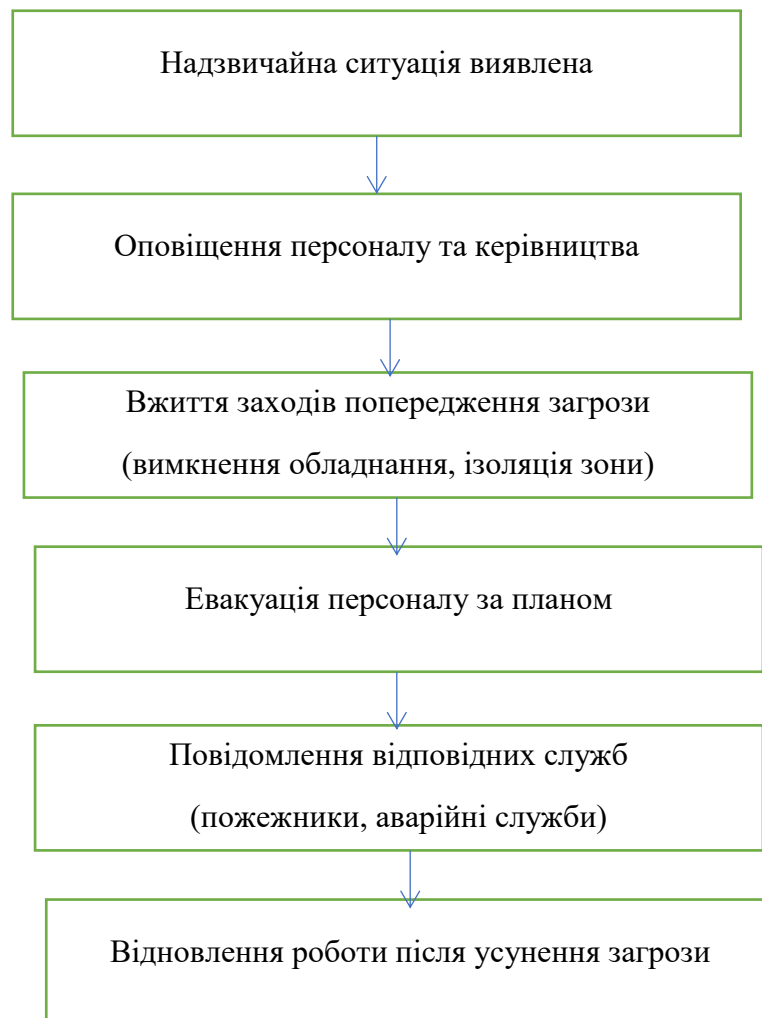 Надзвичайна ситуація виявлена
Оповіщення персоналу та керівництва
Вжиття заходів попередження загрози
(вимкнення обладнання, ізоляція зони)
Евакуація персоналу за планом
Повідомлення відповідних служб
(пожежники, аварійні служби)
Відновлення роботи після усунення загрози